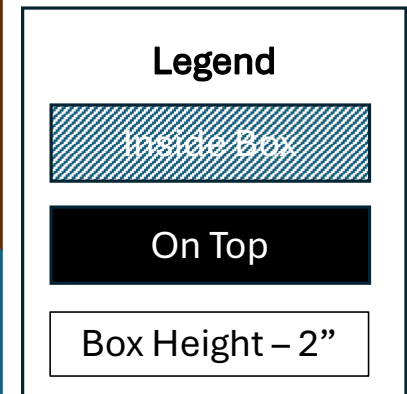 Legend
Inside Box
On Top
Box Height – 2”